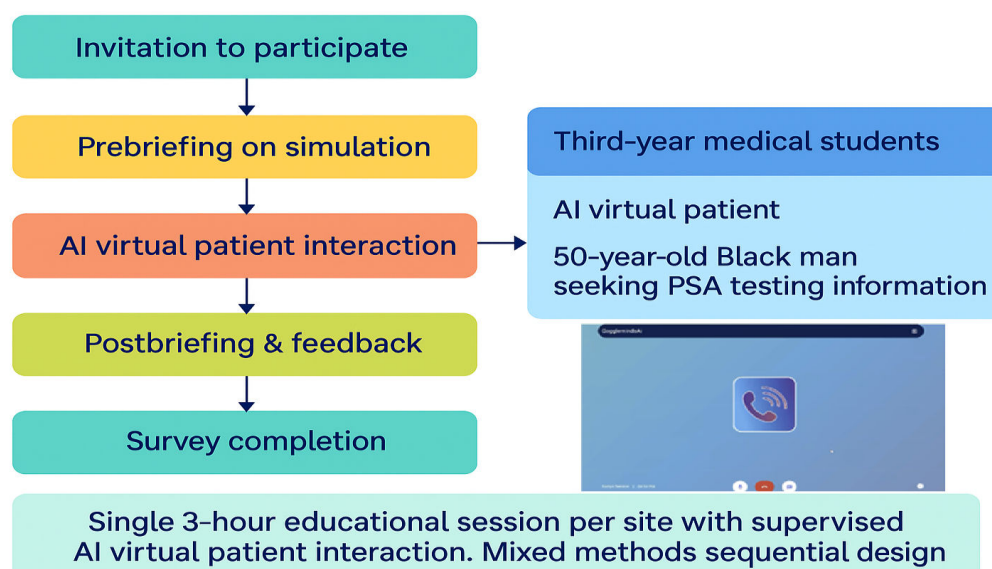 Invitation to participate
Prebriefing on simulation
AI virtual patient interaction
Postbriefing & feedback
Survey completion
Third-year medical students
AI virtual patient
50-year-old Black man
seeking PSA testing information
Single 3-hour educational session per site with supervised
AI virtual patient interaction. Mixed methods sequential design